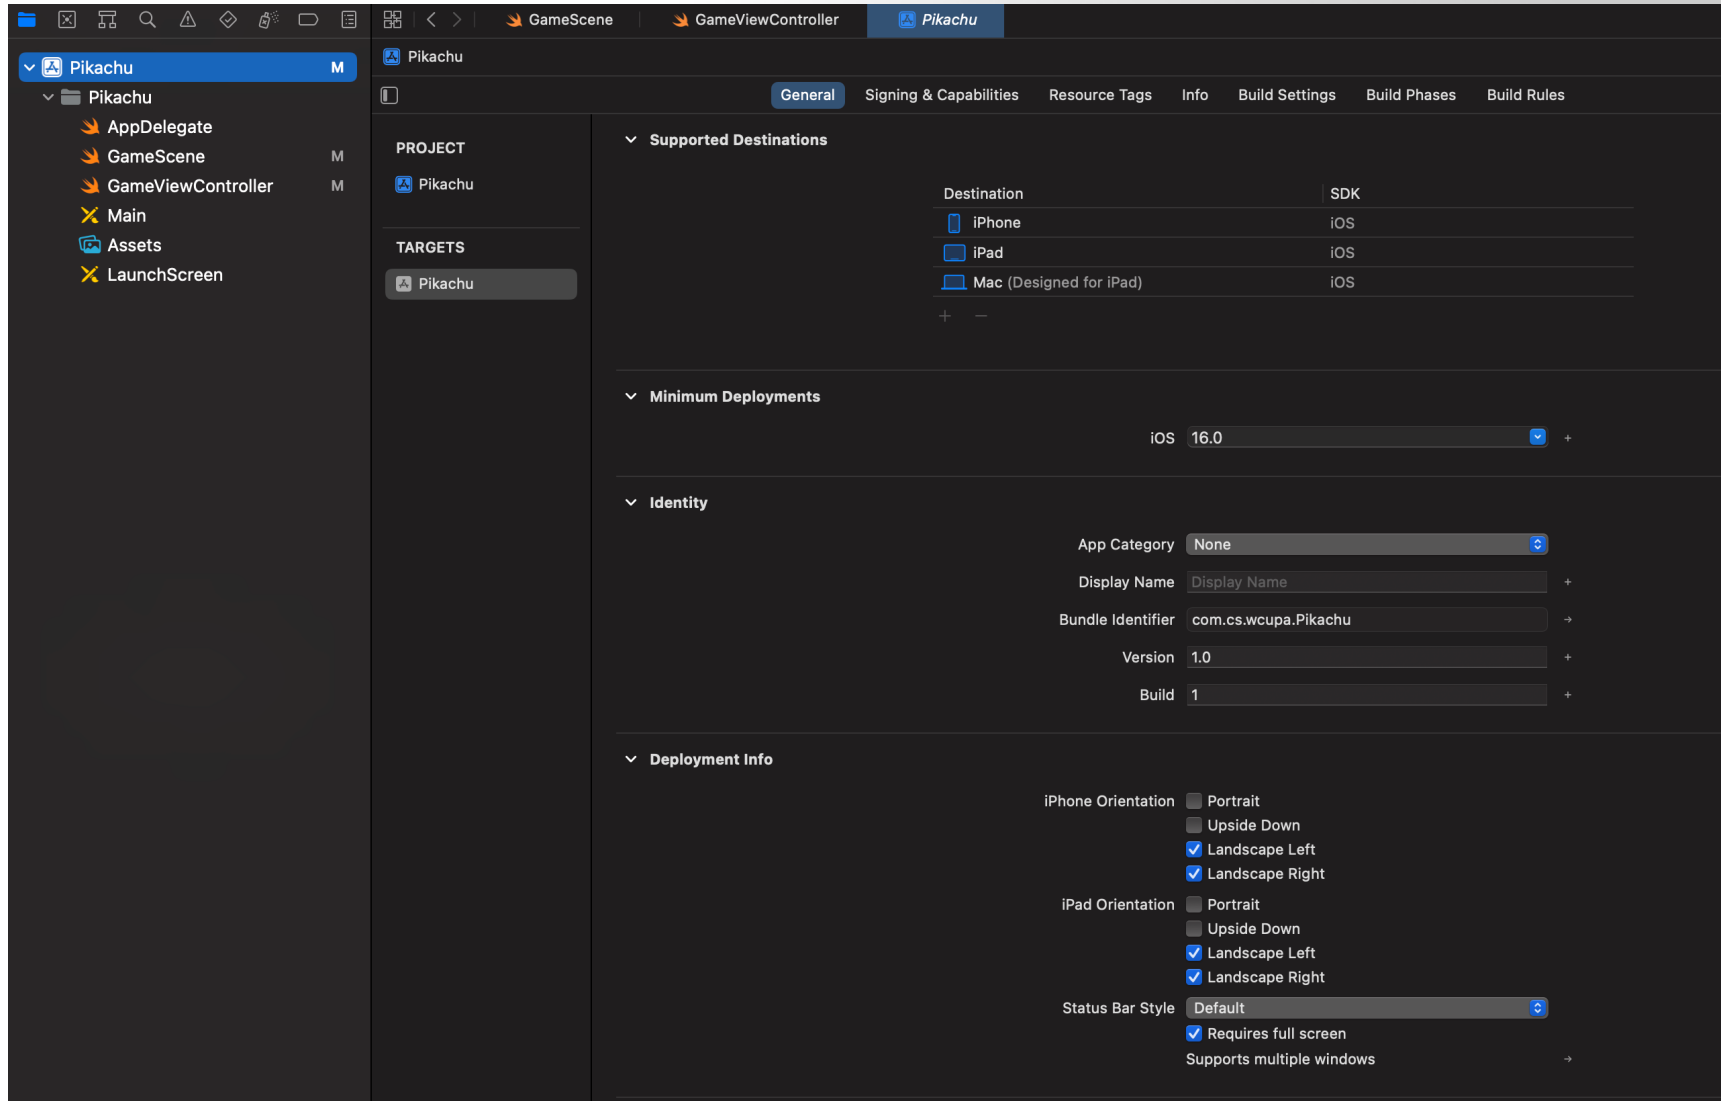 GameScene
GameViewController
Pikachu
Pikachu M
Pikachu
AppDelegate
GameScene M
GameViewController M
Main
Assets
LaunchScreen
Pikachu
General Signing & Capabilities Resource Tags Info Build Settings Build Phases Build Rules
PROJECT
Pikachu
TARGETS
Pikachu
Supported Destinations
Destination SDK
iPhone iOS
iPad iOS
Mac (Designed for iPad) iOS
+ −
Minimum Deployments
iOS 16.0 +
Identity
App Category None
Display Name Display Name +
Bundle Identifier com.cs.wcupa.Pikachu
Version 1.0 +
Build 1 +
Deployment Info
iPhone Orientation Portrait
Upside Down
Landscape Left
Landscape Right
iPad Orientation Portrait
Upside Down
Landscape Left
Landscape Right
Status Bar Style Default
Requires full screen
Supports multiple windows